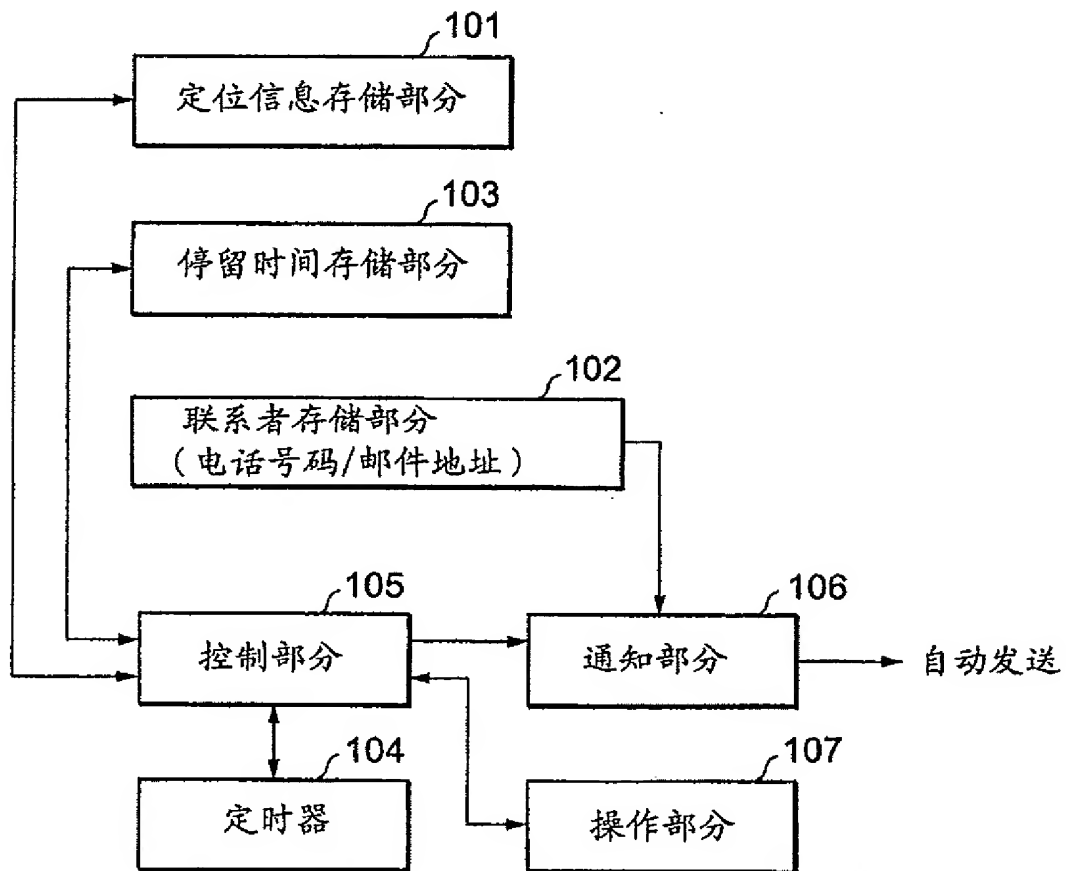 101
定位信息存储部分
103
停留时间存储部分
102
联系者存储部分
（电话号码/邮件地址）
105
控制部分
106
通知部分
自动发送
104
定时器
107
操作部分